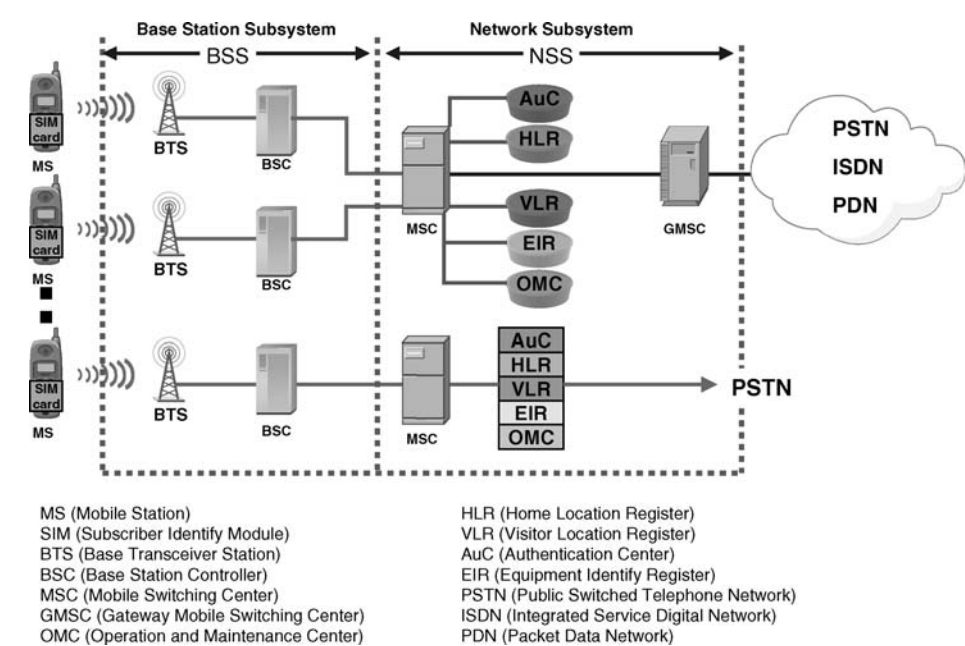 Base Station Subsystem
BSS
Network Subsystem
NSS
SIM
card
MS
BTS
BSC
AuC
HLR
MSC
GMSC
PSTN
ISDN
PDN
SIM
card
MS
BTS
BSC
VLR
EIR
OMC
SIM
card
MS
BTS
BSC
MSC
AuC
HLR
VLR
EIR
OMC
PSTN
MS (Mobile Station)
SIM (Subscriber Identify Module)
BTS (Base Transceiver Station)
BSC (Base Station Controller)
MSC (Mobile Switching Center)
GMSC (Gateway Mobile Switching Center)
OMC (Operation and Maintenance Center)
HLR (Home Location Register)
VLR (Visitor Location Register)
AuC (Authentication Center)
EIR (Equipment Identify Register)
PSTN (Public Switched Telephone Network)
ISDN (Integrated Service Digital Network)
PDN (Packet Data Network)